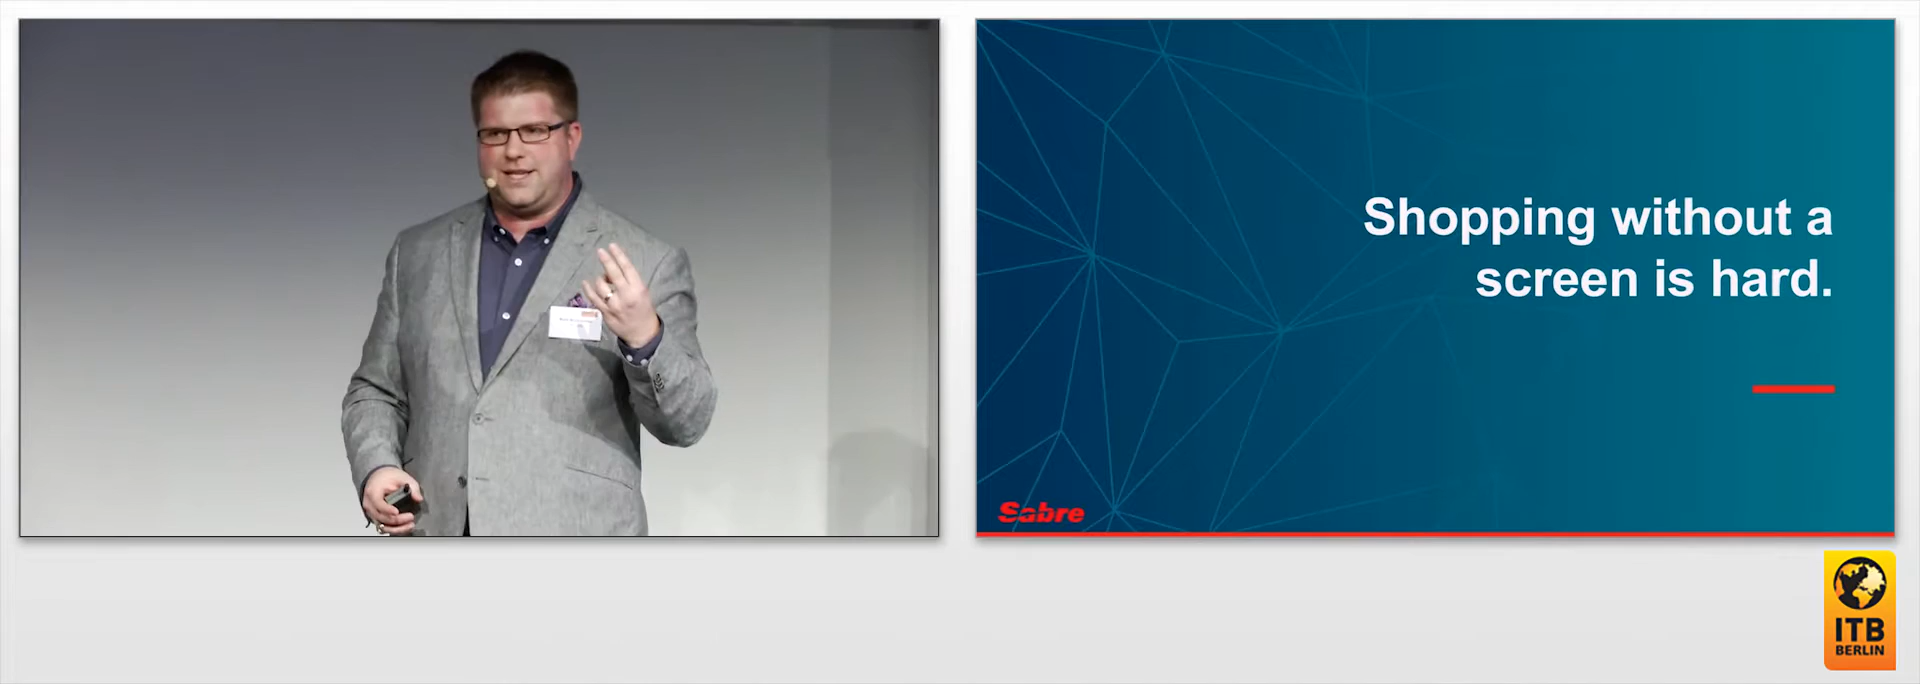 Shopping without a
screen is hard.
Sabre
ITB
BERLIN